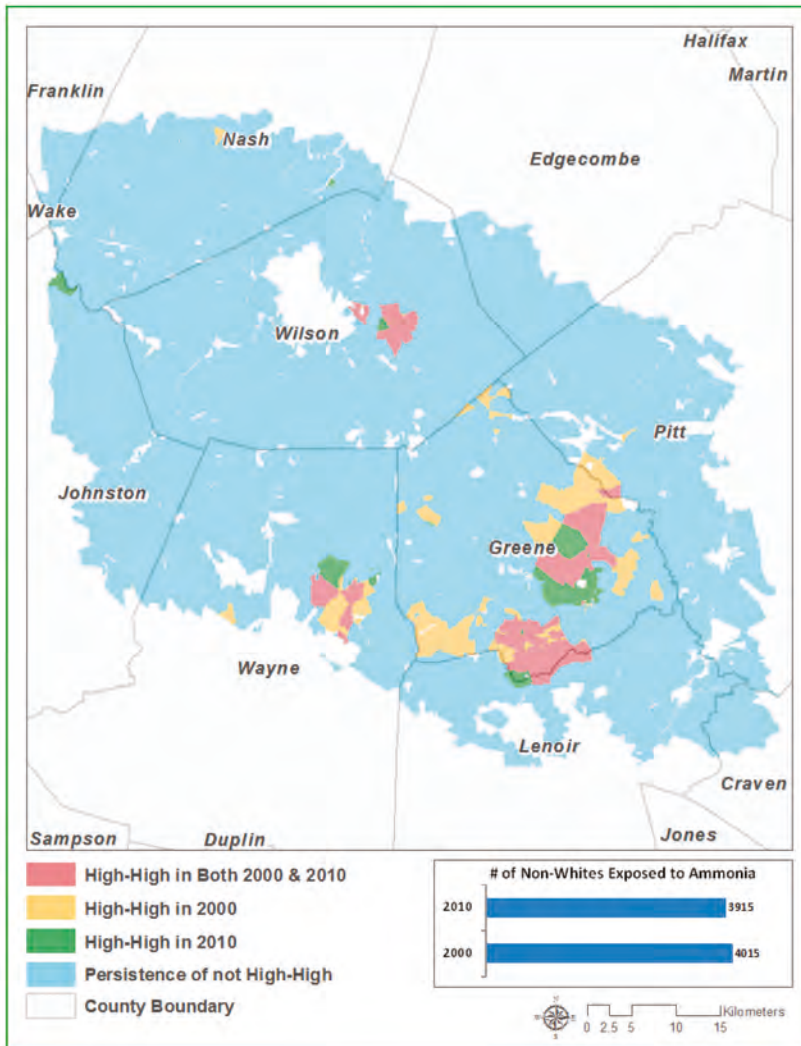 Halifax
Martin
Franklin
Nash
Edgecombe
Wake
Wilson
Pitt
Johnston
Greene
Wayne
Lenoir
Craven
Sampson
Duplin
Jones
High-High in Both 2000 & 2010
High-High in 2000
High-High in 2010
Persistence of not High-High
County Boundary
# of Non-Whites Exposed to Ammonia
2010
3915
2000
4015
N
S
Kilometers
0 2.5 5 10 15